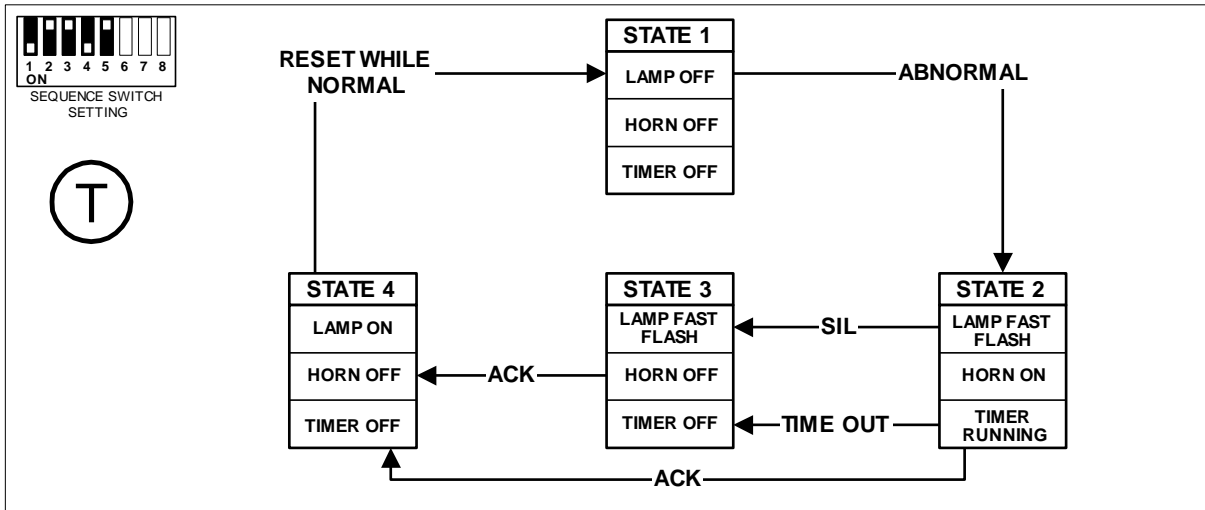 1 2 3 4 5 6 7 8
ON
SEQUENCE SWITCH
SETTING
T
RESET WHILE
NORMAL
STATE 1
LAMP OFF
HORN OFF
TIMER OFF
ABNORMAL
STATE 4
LAMP ON
HORN OFF
TIMER OFF
ACK
STATE 3
LAMP FAST
FLASH
HORN OFF
TIMER OFF
SIL
TIME OUT
STATE 2
LAMP FAST
FLASH
HORN ON
TIMER
RUNNING
ACK